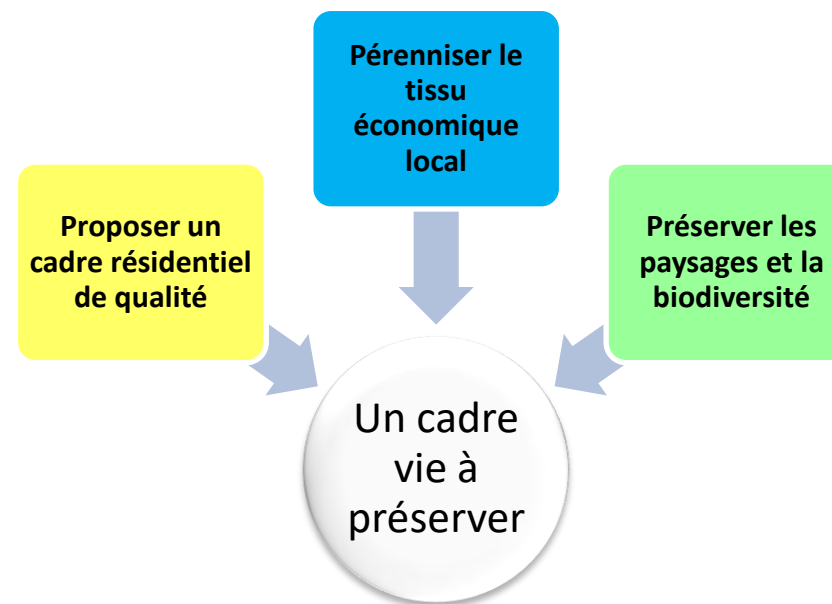 Pérenniser le
tissu
économique
local
Proposer un
cadre résidentiel
de qualité
Préserver les
paysages et la
biodiversité
Un cadre
vie à
préserver